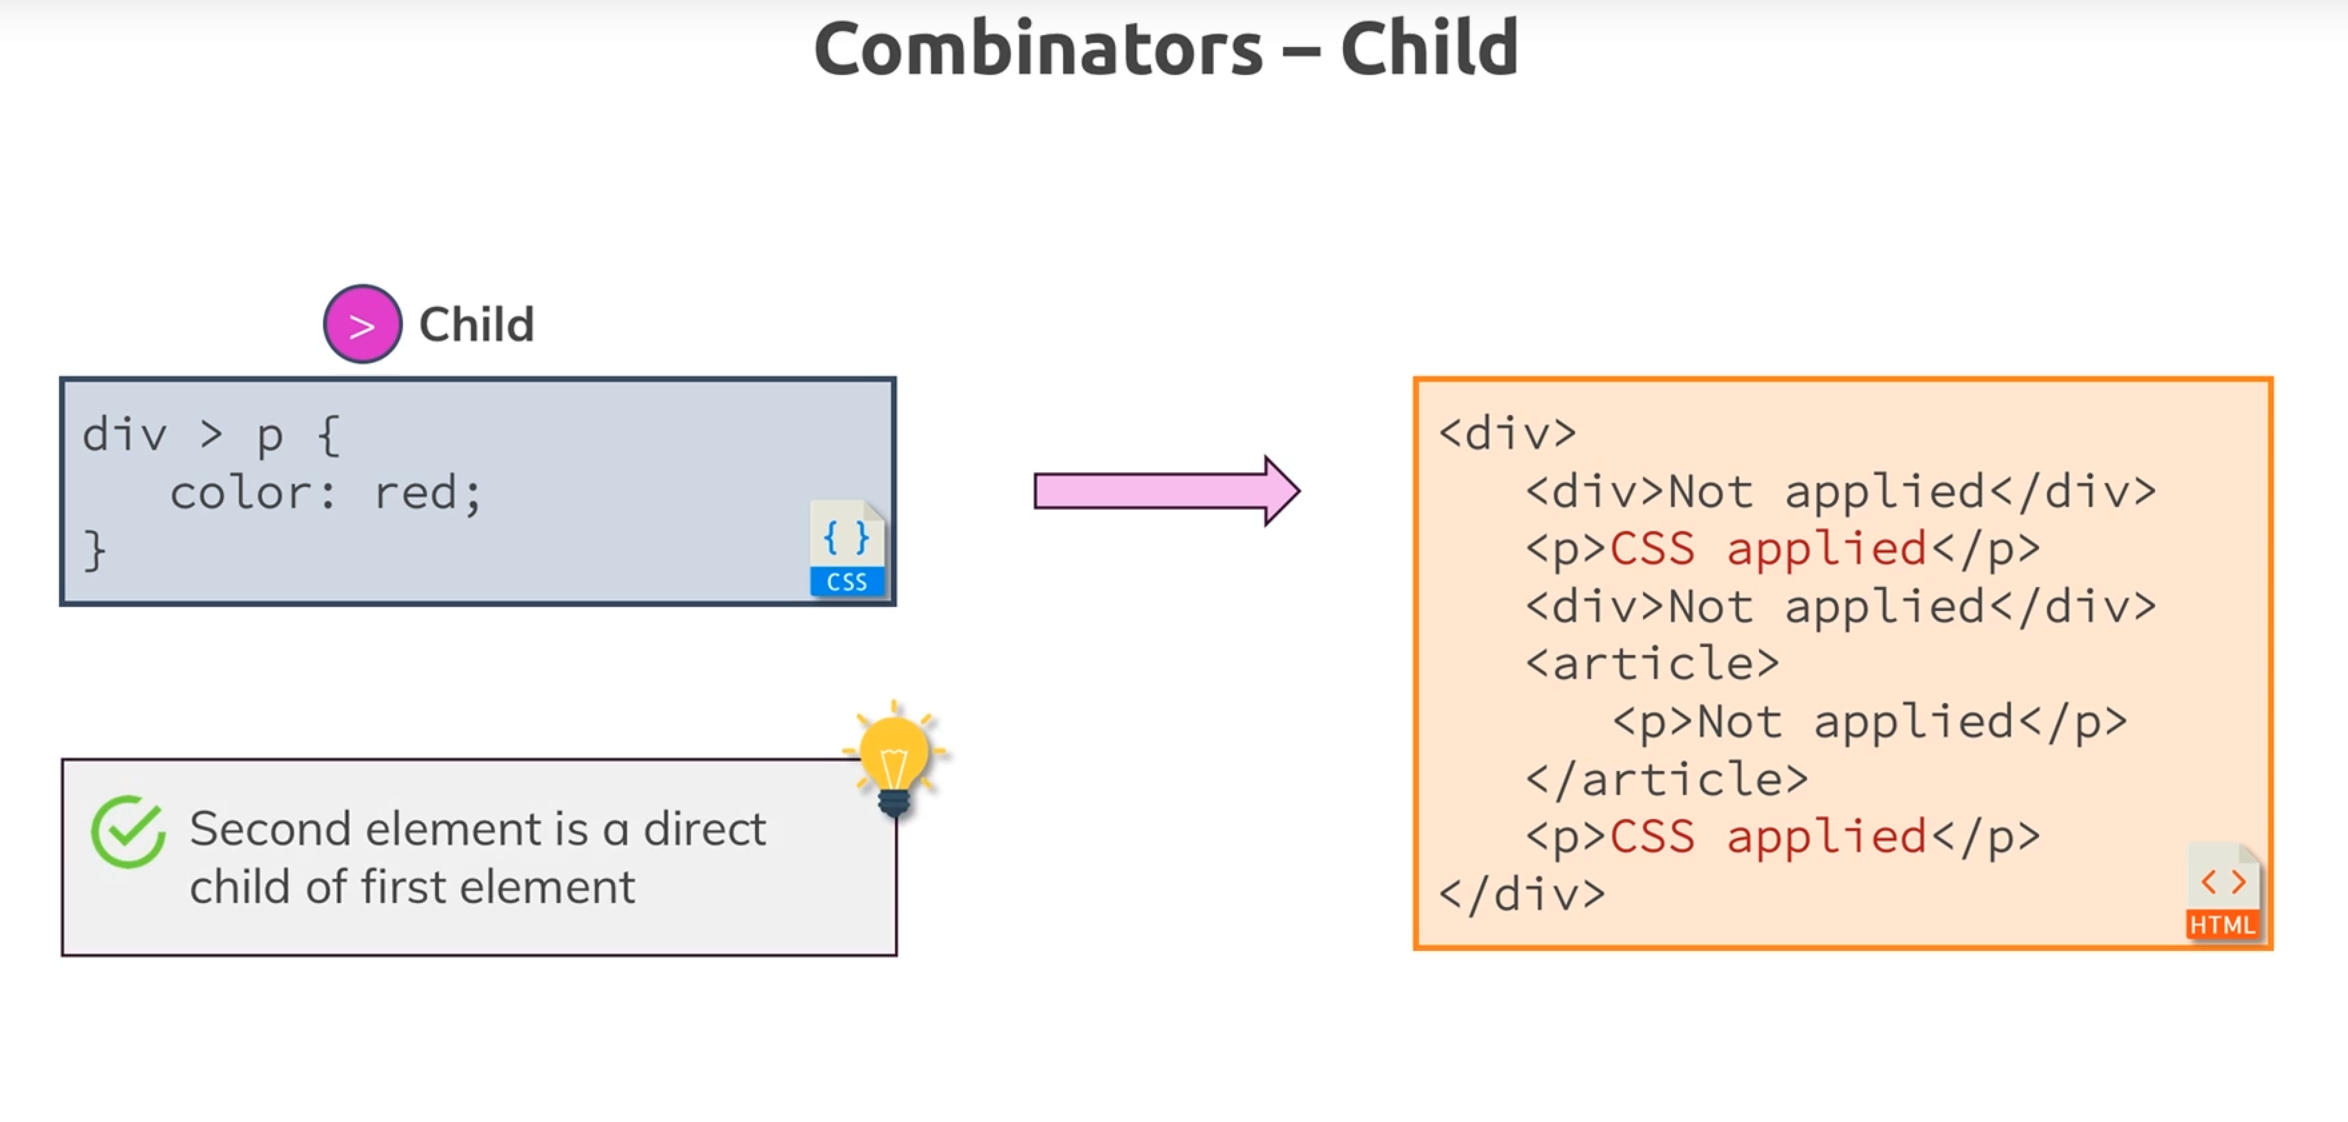 Combinators – Child
> Child
div > p {
   color: red;
}
{ }
CSS
Second element is a direct
child of first element
<div>
   <div>Not applied</div>
   <p>CSS applied</p>
   <div>Not applied</div>
   <article>
      <p>Not applied</p>
   </article>
   <p>CSS applied</p>
</div>
< >
HTML